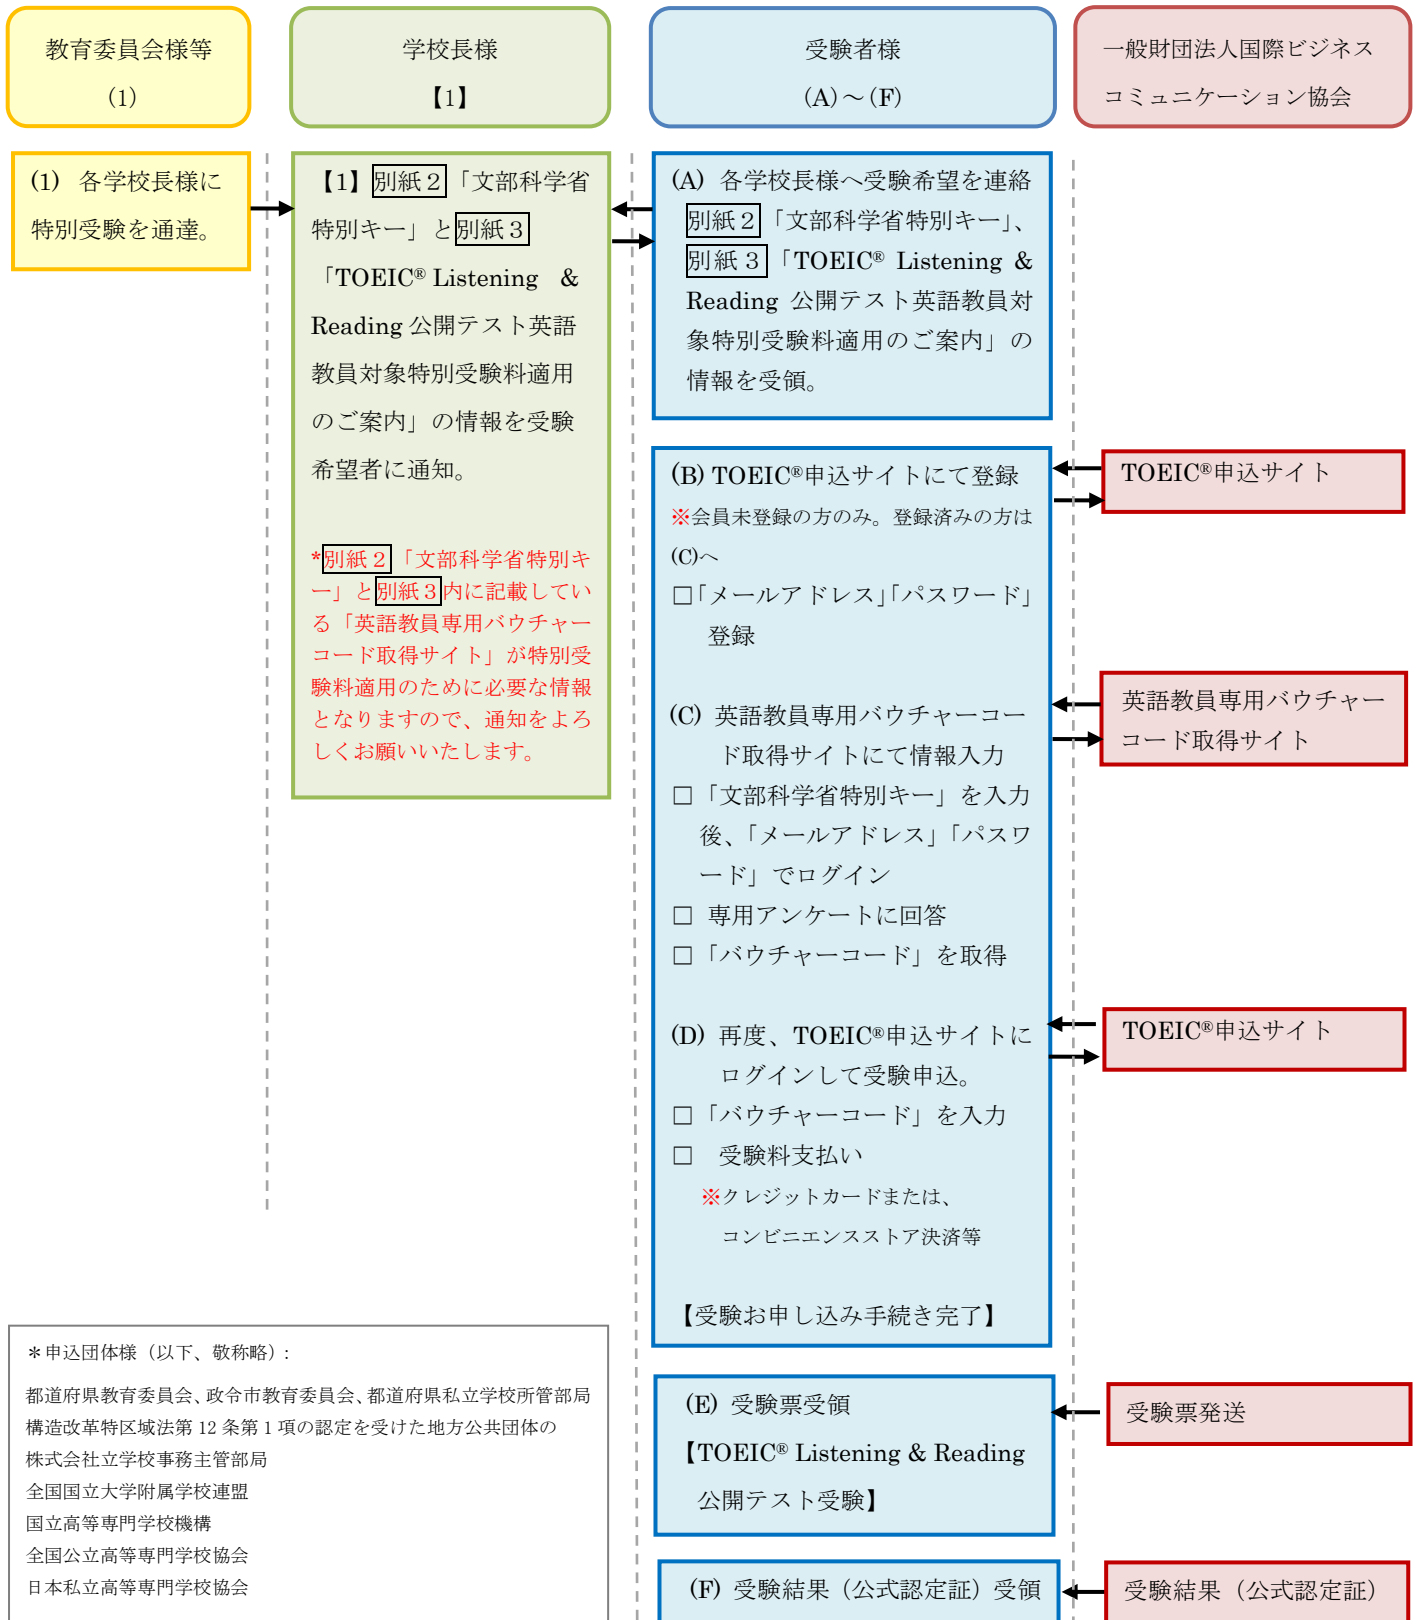 教育委員会様等
(1)
学校長様
【1】
受験者様
(A)～(F)
一般財団法人国際ビジネス
コミュニケーション協会
(1) 各学校長様に
特別受験を通達。
【1】別紙２「文部科学省
特別キー」と別紙３
「TOEIC® Listening &
Reading 公開テスト英語
教員対象特別受験料適用
のご案内」の情報を受験
希望者に通知。
*別紙２「文部科学省特別キ
ー」と別紙３内に記載してい
る「英語教員専用バウチャー
コード取得サイト」が特別受
験料適用のために必要な情報
となりますので、通知をよろ
しくお願いいたします。
(A) 各学校長様へ受験希望を連絡
別紙２「文部科学省特別キー」、
別紙３「TOEIC® Listening &
Reading 公開テスト英語教員対
象特別受験料適用のご案内」の
情報を受領。
(B) TOEIC®申込サイトにて登録
※会員未登録の方のみ。登録済みの方は
(C)へ
□「メールアドレス」「パスワード」
登録
(C) 英語教員専用バウチャーコー
ド取得サイトにて情報入力
□「文部科学省特別キー」を入力
後、「メールアドレス」「パスワ
ード」でログイン
□ 専用アンケートに回答
□「バウチャーコード」を取得
(D) 再度、TOEIC®申込サイトに
ログインして受験申込。
□「バウチャーコード」を入力
□ 受験料支払い
※クレジットカードまたは、
コンビニエンスストア決済等
【受験お申し込み手続き完了】
(E) 受験票受領
【TOEIC® Listening & Reading
公開テスト受験】
(F) 受験結果（公式認定証）受領
TOEIC®申込サイト
英語教員専用バウチャー
コード取得サイト
TOEIC®申込サイト
受験票発送
受験結果（公式認定証）
＊申込団体様（以下、敬称略）:
都道府県教育委員会、政令市教育委員会、都道府県私立学校所管部局
構造改革特区域法第 12 条第 1 項の認定を受けた地方公共団体の
株式会社立学校事務主管部局
全国国立大学附属学校連盟
国立高等専門学校機構
全国公立高等専門学校協会
日本私立高等専門学校協会